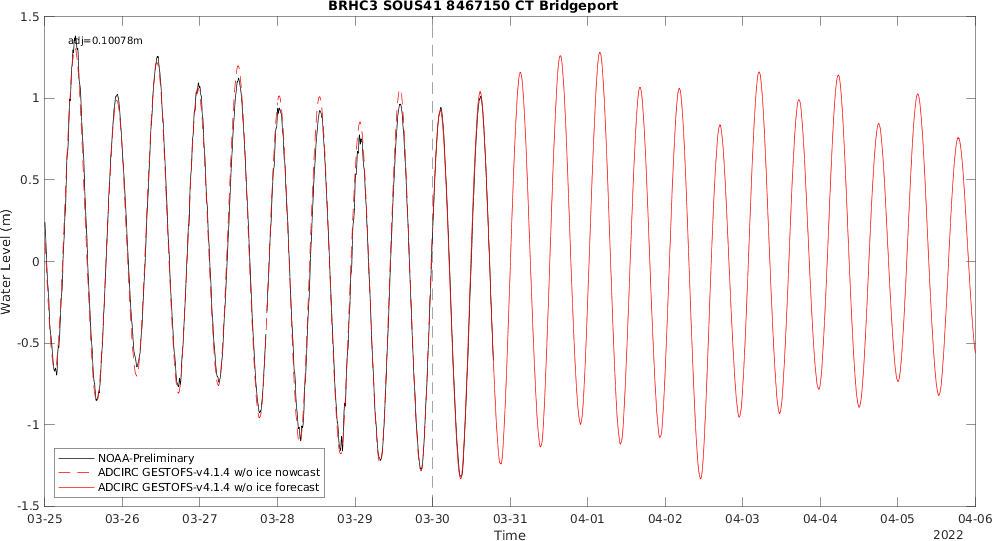 BRHC3 SOUS41 8467150 CT Bridgeport
1.5
adj=0.10078m
1
0.5
0
-0.5
-1
-1.5
Water Level (m)
NOAA-Preliminary
ADCIRC GESTOFS-v4.1.4 w/o ice nowcast
ADCIRC GESTOFS-v4.1.4 w/o ice forecast
03-25 03-26 03-27 03-28 03-29 03-30 03-31 04-01 04-02 04-03 04-04 04-05 04-06
Time
2022